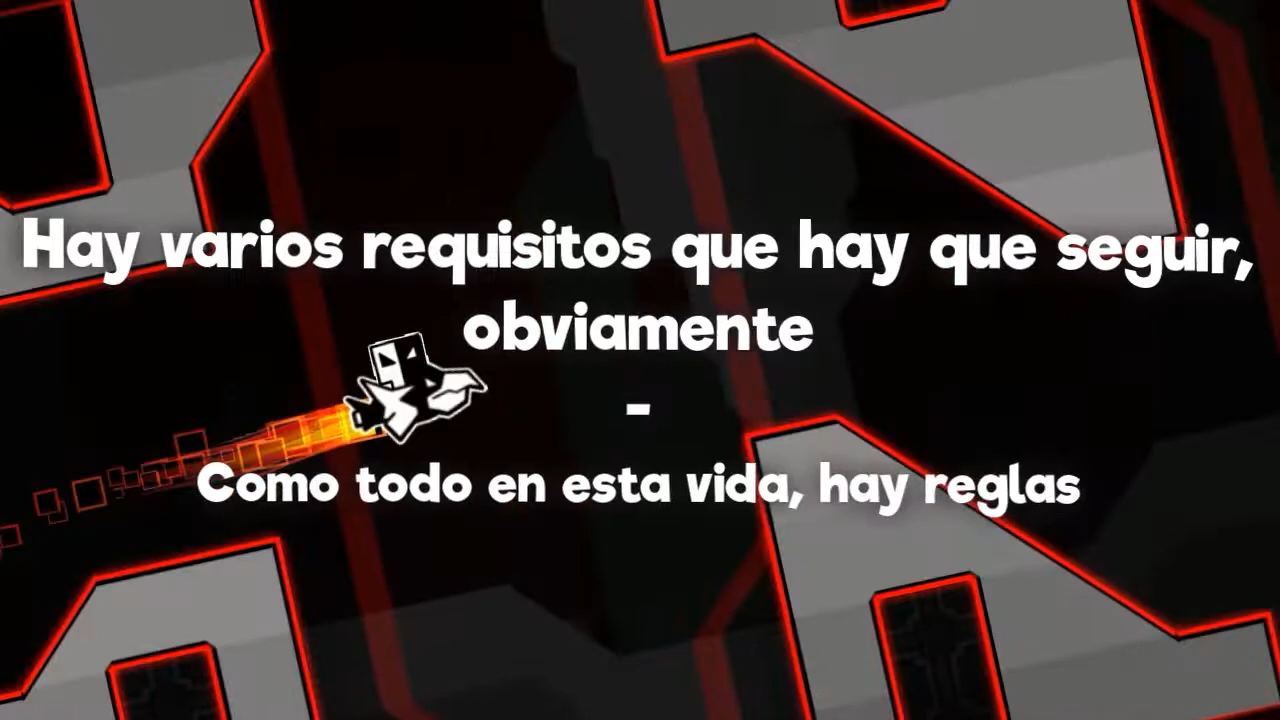 Hay varios requisitos que hay que seguir,
obviamente
-
Como todo en esta vida, hay reglas